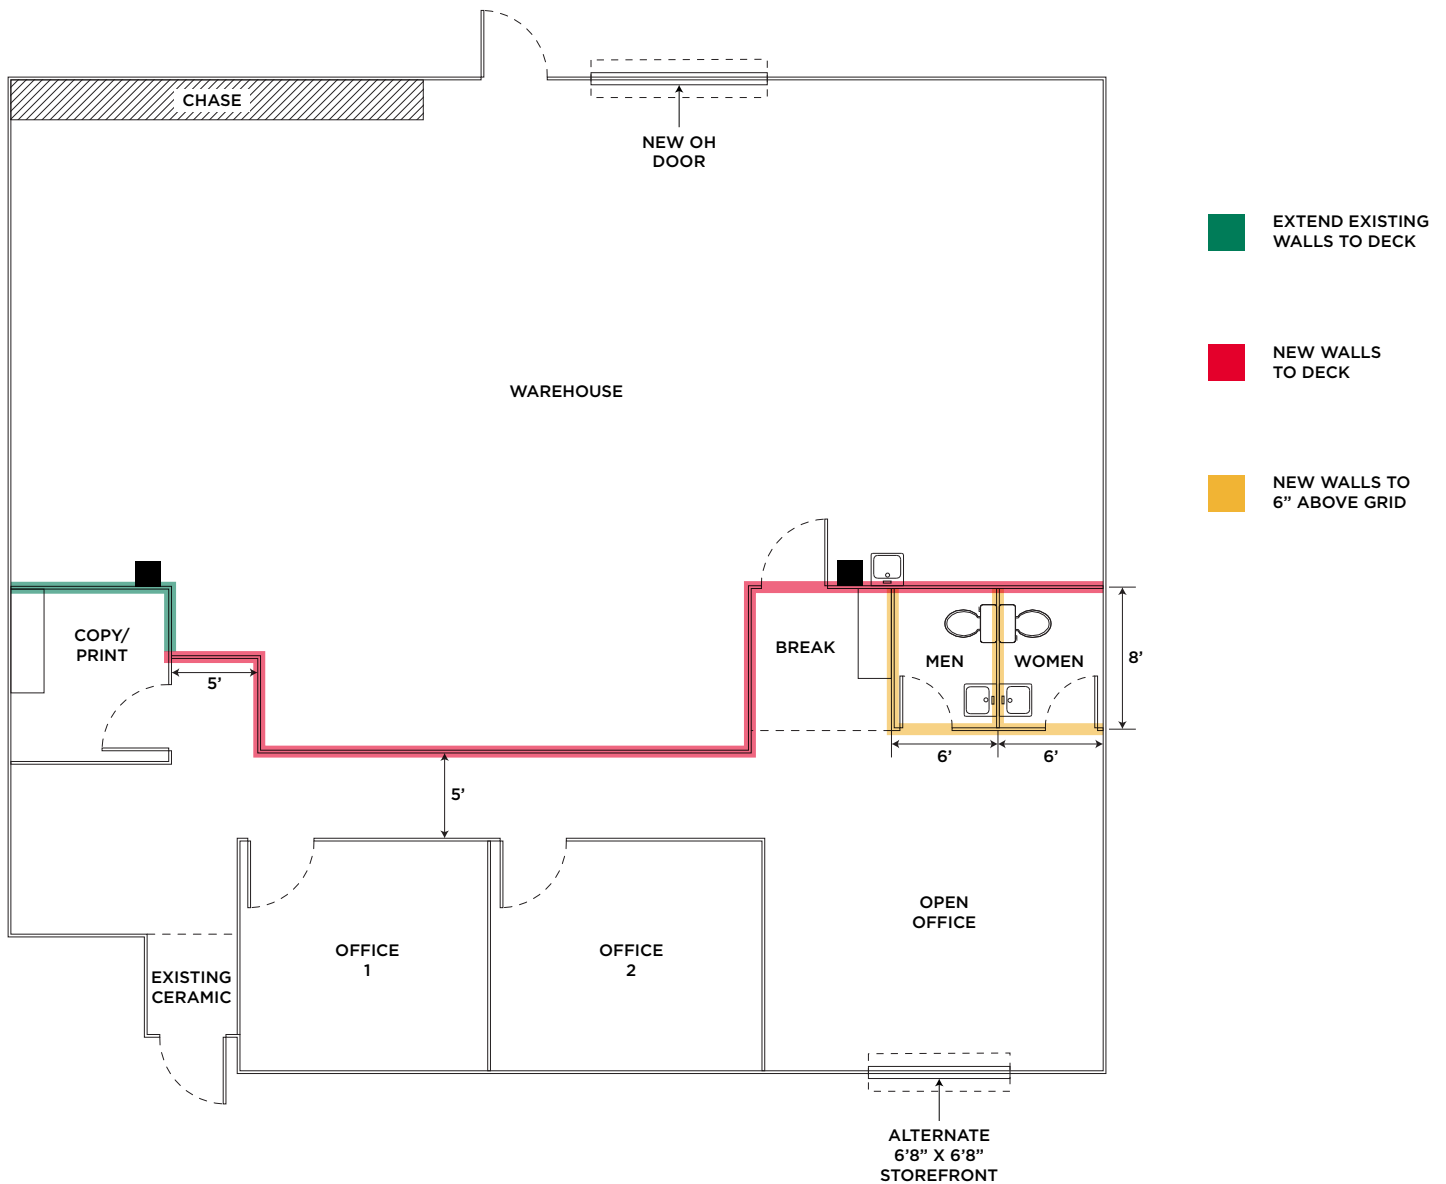 CHASE
NEW OH
DOOR
EXTEND EXISTING
WALLS TO DECK
NEW WALLS
TO DECK
WAREHOUSE
NEW WALLS TO
6” ABOVE GRID
COPY/
PRINT
5’
BREAK
MEN
WOMEN
8’
6’
6’
5’
OPEN
OFFICE
OFFICE
1
OFFICE
2
EXISTING
CERAMIC
ALTERNATE
6’8” X 6’8”
STOREFRONT